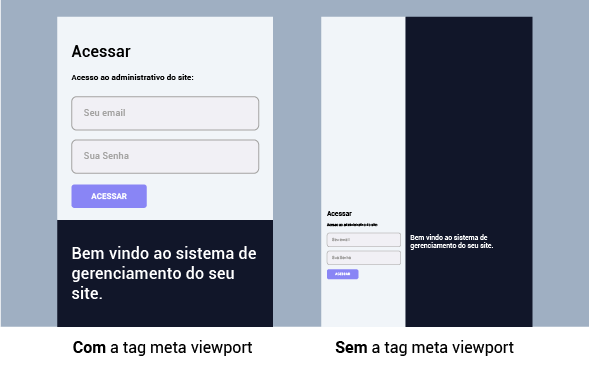 Acessar
Acesso ao administrativo do site:
Seu email
Sua Senha
ACESSAR
Bem vindo ao sistema de
gerenciamento do seu
site.
Com a tag meta viewport
Acessar
Acesso ao administrativo do site:
Seu email
Sua Senha
ACESSAR
Bem vindo ao sistema de
gerenciamento do seu site.
Sem a tag meta viewport